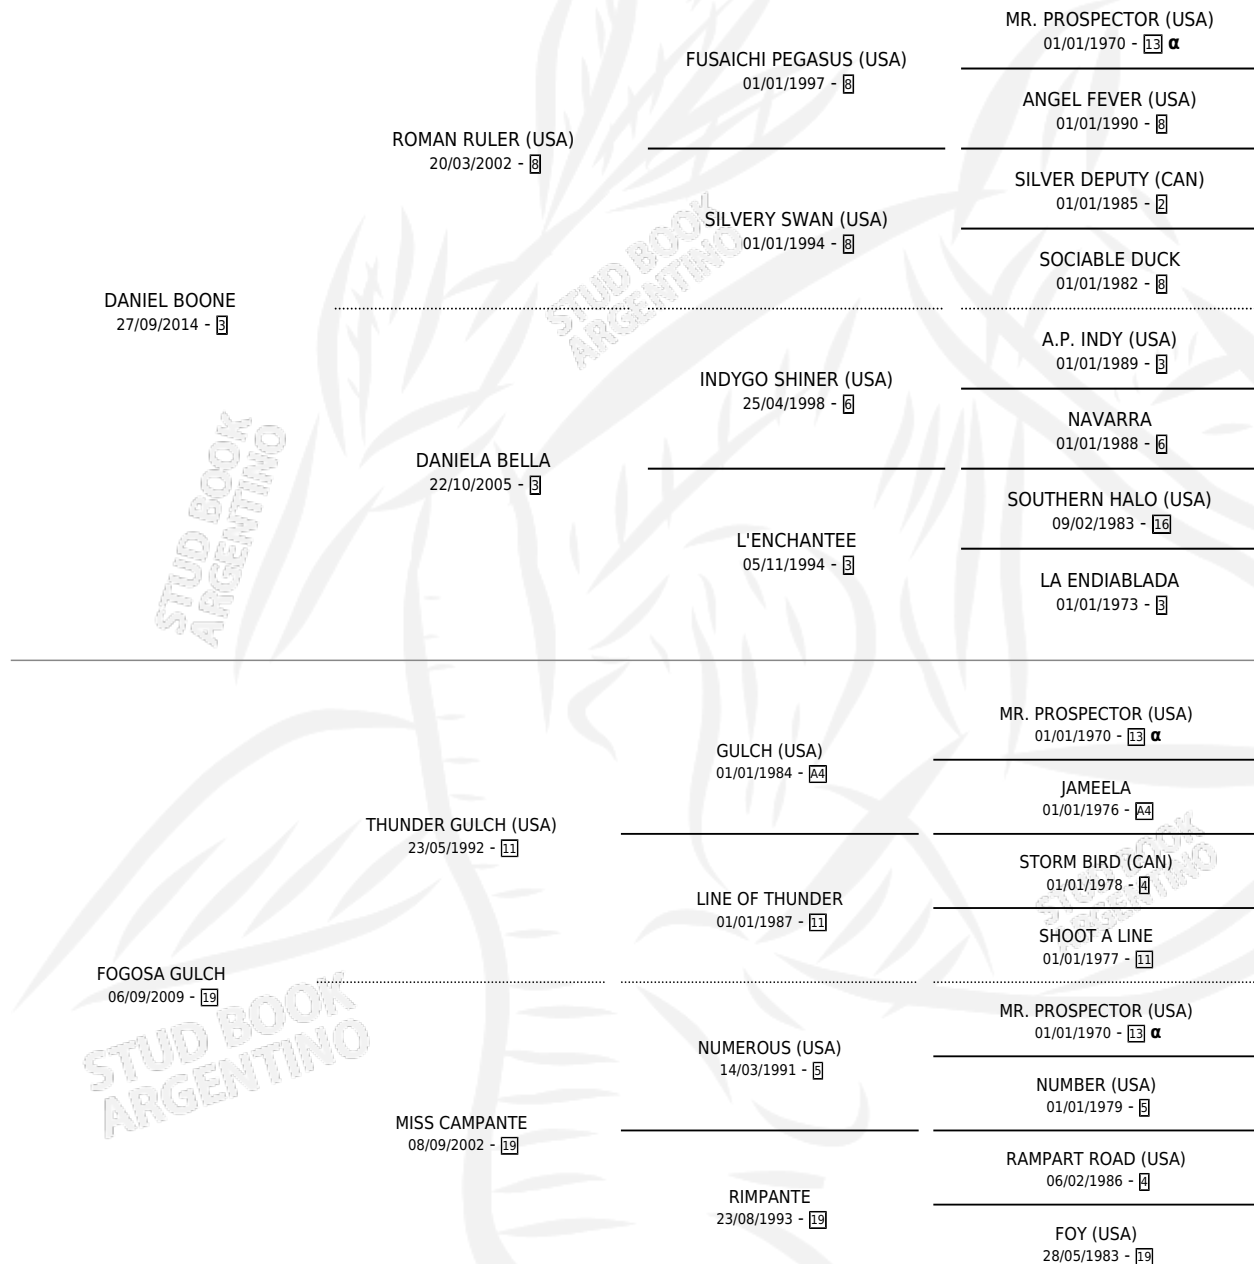 MR. PROSPECTOR (USA)
01/01/1970 - 13 α
FUSAICHI PEGASUS (USA)
01/01/1997 - 8
ANGEL FEVER (USA)
01/01/1990 - 8
ROMAN RULER (USA)
20/03/2002 - 8
SILVER DEPUTY (CAN)
01/01/1985 - 2
SILVERY SWAN (USA)
01/01/1994 - 8
SOCIABLE DUCK
01/01/1982 - 8
DANIEL BOONE
27/09/2014 - 3
A.P. INDY (USA)
01/01/1989 - 3
INDYGO SHINER (USA)
25/04/1998 - 6
NAVARRA
01/01/1988 - 6
DANIELA BELLA
22/10/2005 - 3
SOUTHERN HALO (USA)
09/02/1983 - 16
L'ENCHANTEE
05/11/1994 - 3
LA ENDIABLADA
01/01/1973 - 3
STUD BOOK
ARGENTINO
STUD BOOK
ARGENTINO
MR. PROSPECTOR (USA)
01/01/1970 - 13 α
GULCH (USA)
01/01/1984 - A4
JAMEELA
01/01/1976 - A4
THUNDER GULCH (USA)
23/05/1992 - 11
STORM BIRD (CAN)
01/01/1978 - 4
LINE OF THUNDER
01/01/1987 - 11
SHOOT A LINE
01/01/1977 - 11
FOGOSA GULCH
06/09/2009 - 19
MR. PROSPECTOR (USA)
01/01/1970 - 13 α
NUMEROUS (USA)
14/03/1991 - 5
NUMBER (USA)
01/01/1979 - 5
MISS CAMPANTE
08/09/2002 - 19
RAMPART ROAD (USA)
06/02/1986 - 4
RIMPANTE
23/08/1993 - 19
FOY (USA)
28/05/1983 - 19
STUD BOOK
ARGENTINO
STUD BOOK
ARGENTINO